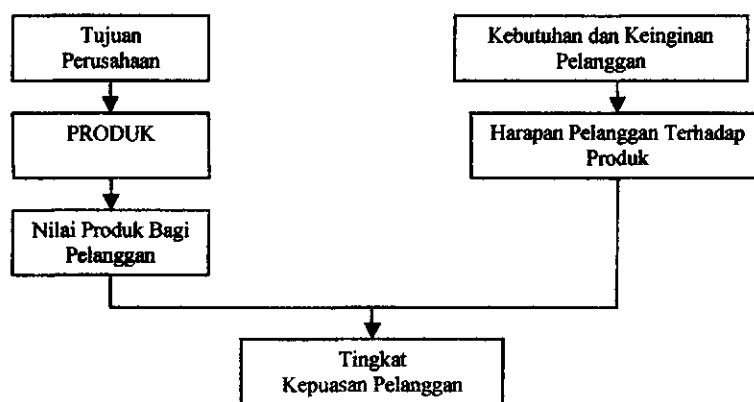 Tujuan
Perusahaan
Kebutuhan dan Keinginan
Pelanggan
PRODUK
Harapan Pelanggan Terhadap
Produk
Nilai Produk Bagi
Pelanggan
Tingkat
Kepuasan Pelanggan